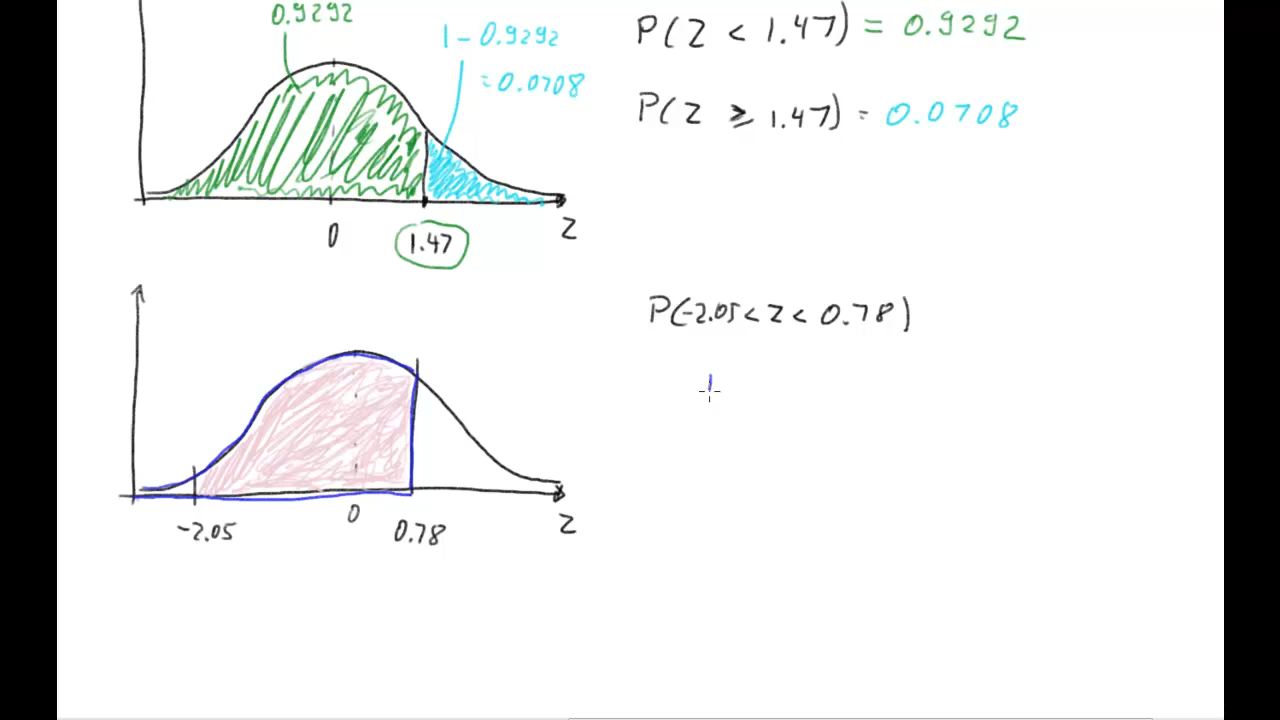 0.9292
1 - 0.9292
= 0.0708
P(Z < 1.47) = 0.9292
P(Z ≥ 1.47) = 0.0708
0
1.47
Z
P(-2.05 < Z < 0.78)
-2.05
0
0.78
Z